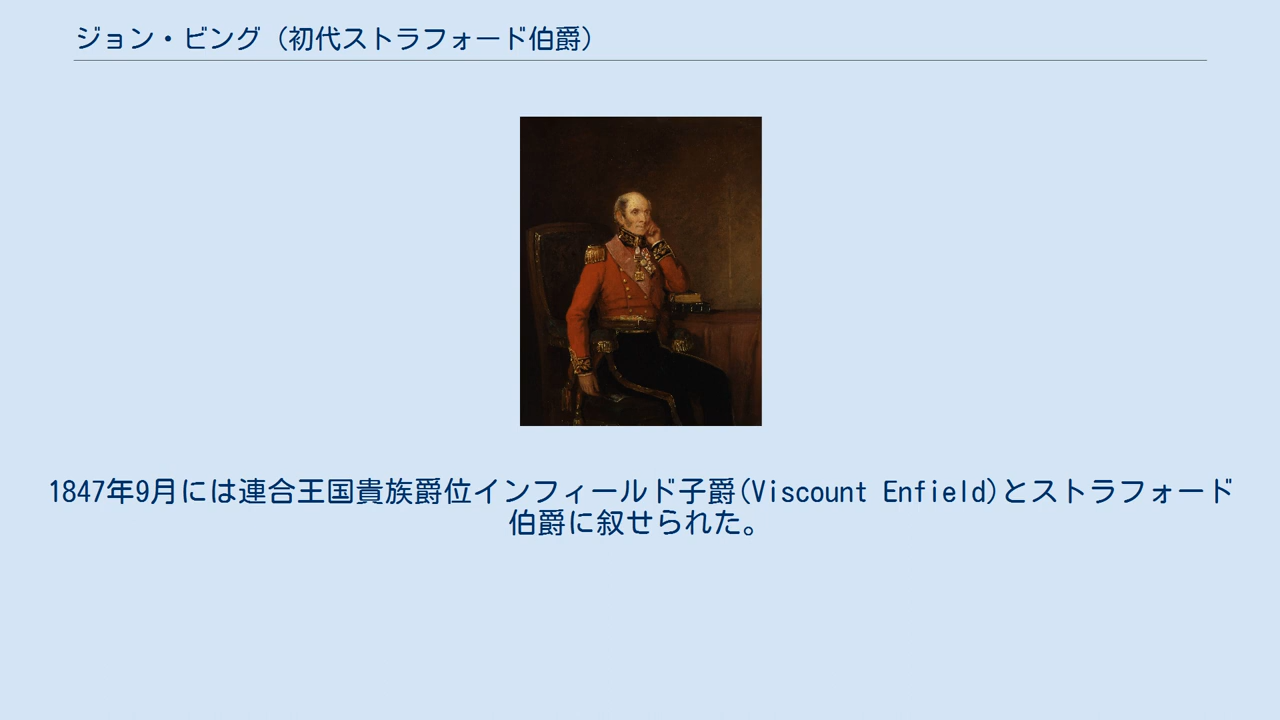 ジョン・ビング（初代ストラフォード伯爵）
1847年9月には連合王国貴族爵位インフィールド子爵(Viscount Enfield)とストラフォード
伯爵に叙せられた。